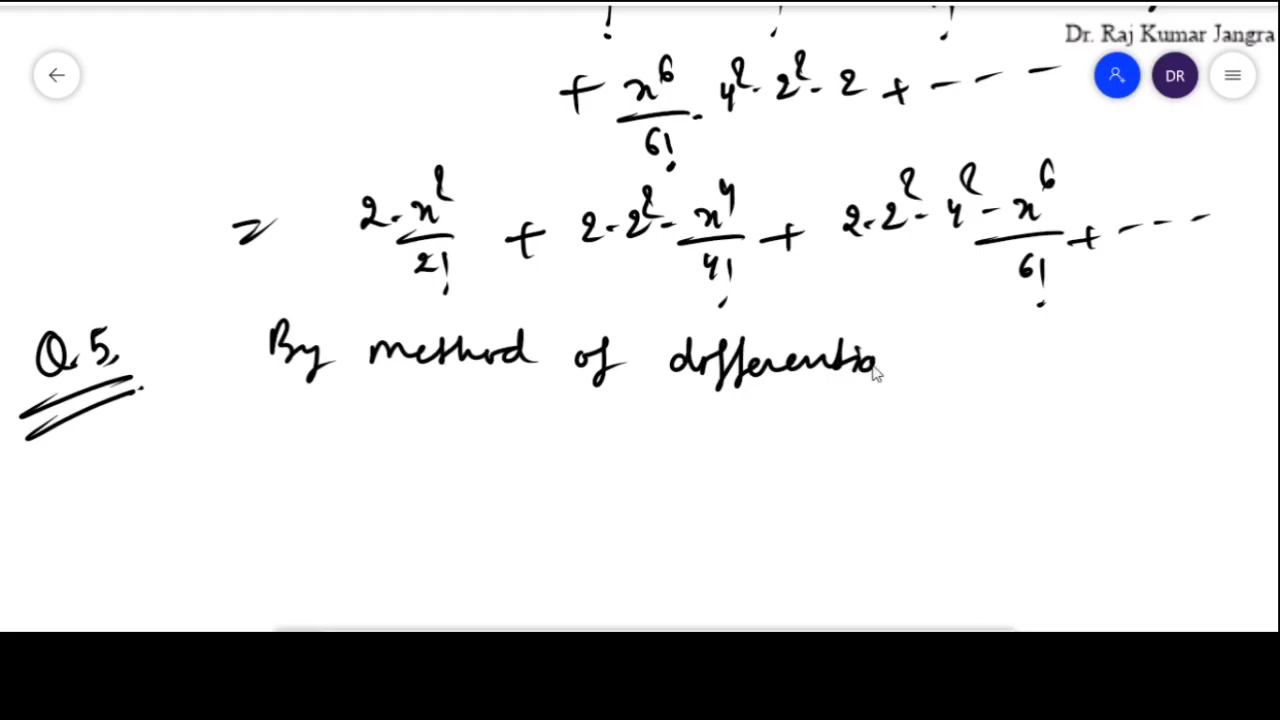 Dr. Raj Kumar Jangra
DR
+ x^6/6! . 4^2 . 2^2 . 2 + ----
= 2 . x^2/2! + 2 . 2^2 . x^4/4! + 2 . 2^2 . 4^2 . x^6/6! + ----
Q.5. By method of differentia